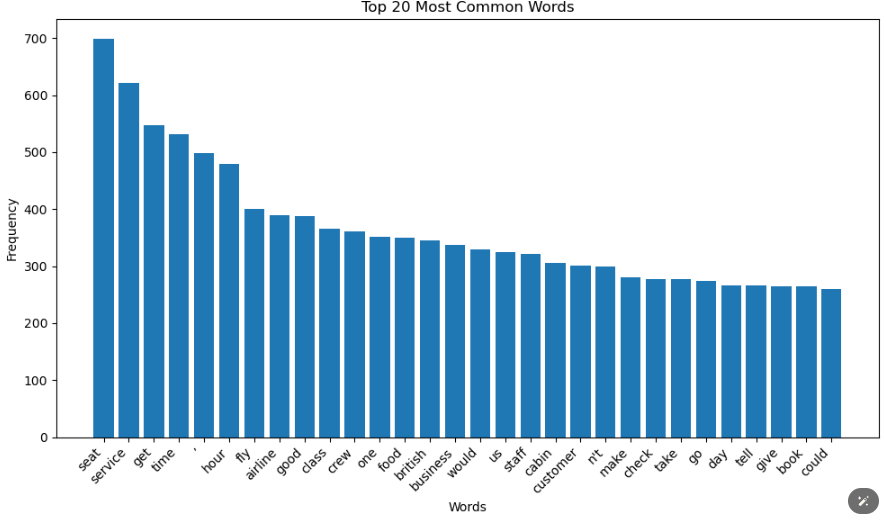 Top 20 Most Common Words
Frequency
700
600
500
400
300
200
100
0
seat
service
get
time
'
hour
fly
airline
good
class
crew
one
food
british
business
would
us
staff
cabin
customer
n't
make
check
take
go
day
tell
give
book
could
Words